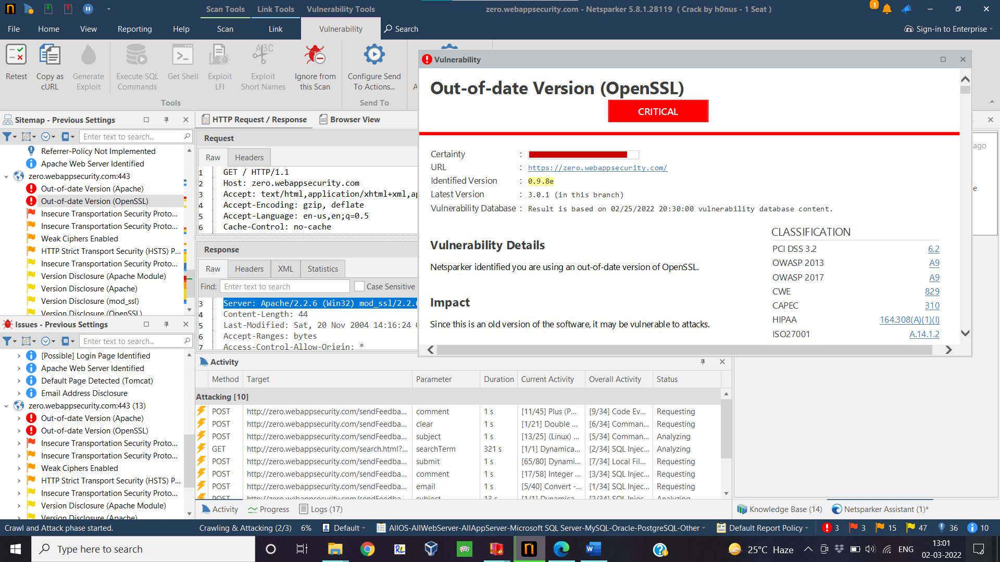 Scan Tools Link Tools Vulnerability Tools
zero.webappsecurity.com - Netsparker 5.8.1.28119 ( Crack by h0nus - 1 Seat )
1
File Home View Reporting Help Scan Link Vulnerability Search
Sign-in to Enterprise
Retest
Copy as cURL
Generate Exploit
Execute SQL Commands
Get Shell
Exploit LFI
Exploit Short Names
Ignore from this Scan
Configure Send To Actions...
Tools
Send To
Sitemap - Previous Settings
Enter text to search...
Referrer-Policy Not Implemented
Apache Web Server Identified
zero.webappsecurity.com:443
Out-of-date Version (Apache)
Out-of-date Version (OpenSSL)
Insecure Transportation Security Proto...
Insecure Transportation Security Proto...
Weak Ciphers Enabled
HTTP Strict Transport Security (HSTS) P...
Insecure Transportation Security Proto...
Version Disclosure (Apache Module)
Version Disclosure (Apache)
Version Disclosure (mod_ssl)
Version Disclosure (OpenSSL)
Issues - Previous Settings
Enter text to search...
[Possible] Login Page Identified
Apache Web Server Identified
Default Page Detected (Tomcat)
Email Address Disclosure
zero.webappsecurity.com:443 (13)
Out-of-date Version (Apache)
Out-of-date Version (OpenSSL)
Insecure Transportation Security Proto...
Insecure Transportation Security Proto...
Weak Ciphers Enabled
HTTP Strict Transport Security (HSTS) P...
Insecure Transportation Security Proto...
Version Disclosure (Apache Module)
Version Disclosure (Apache)
HTTP Request / Response Browser View
Request
Raw Headers
1 GET / HTTP/1.1
2 Host: zero.webappsecurity.com
3 Accept: text/html,application/xhtml+xml,ap
4 Accept-Encoding: gzip, deflate
5 Accept-Language: en-us,en;q=0.5
6 Cache-Control: no-cache
Response
Raw Headers XML Statistics
Find: Enter text to search Case Sensitive
3 Server: Apache/2.2.6 (Win32) mod_ssl/2.2.6
4 Content-Length: 44
5 Last-Modified: Sat, 20 Nov 2004 14:16:24 G
6 Accept-Ranges: bytes
7 Access-Control-Allow-Origin: *
Vulnerability
Out-of-date Version (OpenSSL)
CRITICAL
Certainty :
URL : https://zero.webappsecurity.com/
Identified Version : 0.9.8e
Latest Version : 3.0.1 (in this branch)
Vulnerability Database : Result is based on 02/25/2022 20:30:00 vulnerability database content.
Vulnerability Details
Netsparker identified you are using an out-of-date version of OpenSSL.
Impact
Since this is an old version of the software, it may be vulnerable to attacks.
CLASSIFICATION
PCI DSS 3.2 6.2
OWASP 2013 A9
OWASP 2017 A9
CWE 829
CAPEC 310
HIPAA 164.308(A)(1)(I)
ISO27001 A.14.1.2
ago
e
Activity
Method Target Parameter Duration Current Activity Overall Activity Status
Attacking [10]
POST http://zero.webappsecurity.com/sendFeedba... comment 1 s [11/45] Plus (P... [9/34] Code Ev... Requesting
POST http://zero.webappsecurity.com/sendFeedba... clear 1 s [1/21] Double ... [6/34] Comman... Requesting
POST http://zero.webappsecurity.com/sendFeedba... subject 1 s [13/25] (Linux) ... [5/34] Comman... Analyzing
GET http://zero.webappsecurity.com/search.html?... searchTerm 321 s [1/1] Dynamica... [2/34] SQL Injec... Analyzing
POST http://zero.webappsecurity.com/sendFeedba... submit 1 s [65/80] Dynami... [7/34] Local Fil... Requesting
POST http://zero.webappsecurity.com/sendFeedba... comment 1 s [17/58] Integer ... [3/34] SQL Injec... Requesting
POST http://zero.webappsecurity.com/sendFeedba... email 1 s [5/40] Convert -... [1/34] SQL Injec... Requesting
POST http://zero.webappsecurity.com/sendFeedba... subject 13 s [1/1] Dynamica... [2/34] SQL Injec... Analyzing
Activity Progress Logs (17)
Knowledge Base (14) Netsparker Assistant (1)*
Crawl and Attack phase started. Crawling & Attacking (2/3) 6% Default AllOS-AllWebServer-AllAppServer-Microsoft SQL Server-MySQL-Oracle-PostgreSQL-Other Default Report Policy 3 3 15 47 36 10
Type here to search
25°C Haze
ENG
13:01
02-03-2022